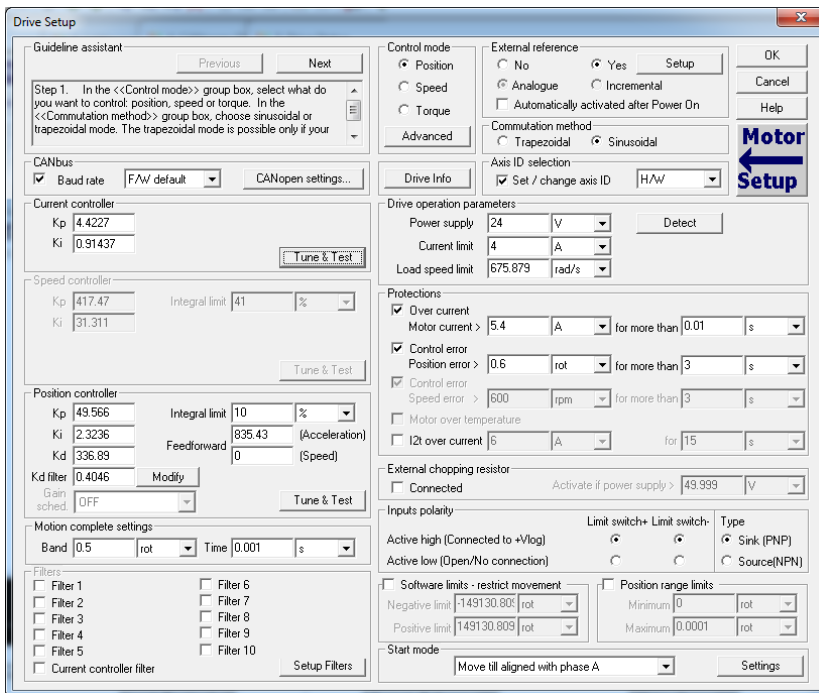 Drive Setup
Guideline assistant
Previous
Next
Step 1. In the <<Control mode>> group box, select what do
you want to control: position, speed or torque. In the
<<Commutation method>> group box, choose sinusoidal or
trapezoidal mode. The trapezoidal mode is possible only if your
Control mode
Position
Speed
Torque
Advanced
External reference
No
Yes
Setup
Analogue
Incremental
Automatically activated after Power On
Commutation method
Trapezoidal
Sinusoidal
OK
Cancel
Help
Motor
Setup
CANbus
Baud rate
F/W default
CANopen settings...
Drive Info
Axis ID selection
Set / change axis ID
H/W
Current controller
Kp 4.4227
Ki 0.91437
Tune & Test
Drive operation parameters
Power supply 24 V
Detect
Current limit 4 A
Load speed limit 675.879 rad/s
Speed controller
Kp 417.47 Integral limit 41 %
Ki 31.311
Tune & Test
Protections
Over current
Motor current > 5.4 A for more than 0.01 s
Control error
Position error > 0.6 rot for more than 3 s
Control error
Speed error > 600 rpm for more than 3 s
Motor over temperature
I2t over current 6 A for 15 s
Position controller
Kp 49.566 Integral limit 10 %
Ki 2.3236 Feedforward 835.43 (Acceleration)
Kd 336.89 0 (Speed)
Kd filter 0.4046 Modify
Gain
sched. OFF
Tune & Test
External chopping resistor
Connected Activate if power supply > 49.999 V
Motion complete settings
Band 0.5 rot Time 0.001 s
Inputs polarity
Limit switch+ Limit switch- Type
Active high (Connected to +Vlog) Sink (PNP)
Active low (Open/No connection) Source(NPN)
Filters
Filter 1
Filter 2
Filter 3
Filter 4
Filter 5
Filter 6
Filter 7
Filter 8
Filter 9
Filter 10
Current controller filter
Setup Filters
Software limits - restrict movement
Negative limit -149130.809 rot
Positive limit 149130.809 rot
Position range limits
Minimum 0 rot
Maximum 0.0001 rot
Start mode
Move till aligned with phase A
Settings